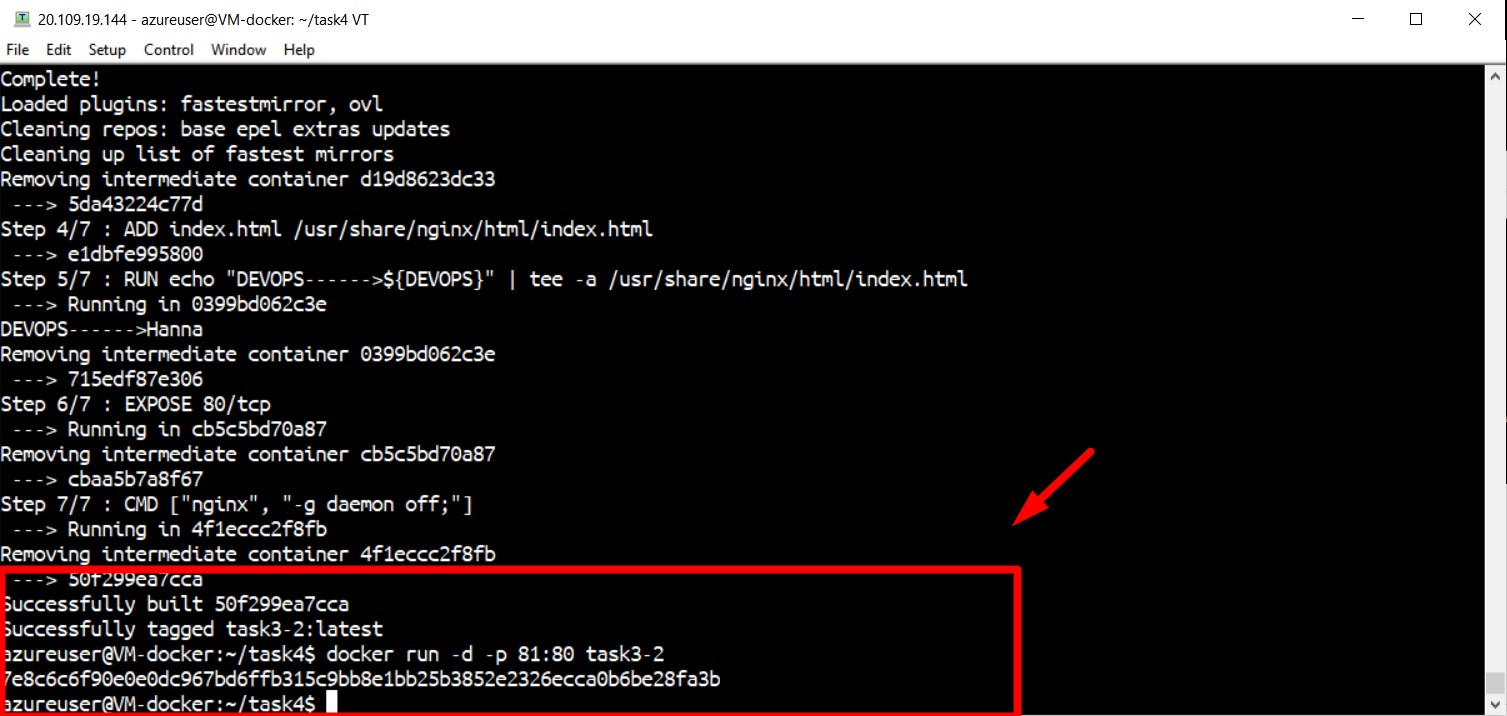 20.109.19.144 - azureuser@VM-docker: ~/task4 VT
File Edit Setup Control Window Help
Complete!
Loaded plugins: fastestmirror, ovl
Cleaning repos: base epel extras updates
Cleaning up list of fastest mirrors
Removing intermediate container d19d8623dc33
 ---> 5da43224c77d
Step 4/7 : ADD index.html /usr/share/nginx/html/index.html
 ---> e1dbfe995800
Step 5/7 : RUN echo "DEVOPS------>${DEVOPS}" | tee -a /usr/share/nginx/html/index.html
 ---> Running in 0399bd062c3e
DEVOPS------>Hanna
Removing intermediate container 0399bd062c3e
 ---> 715edf87e306
Step 6/7 : EXPOSE 80/tcp
 ---> Running in cb5c5bd70a87
Removing intermediate container cb5c5bd70a87
 ---> cbaa5b7a8f67
Step 7/7 : CMD ["nginx", "-g daemon off;"]
 ---> Running in 4f1eccc2f8fb
Removing intermediate container 4f1eccc2f8fb
 ---> 50f299ea7cca
Successfully built 50f299ea7cca
Successfully tagged task3-2:latest
azureuser@VM-docker:~/task4$ docker run -d -p 81:80 task3-2
7e8c6c6f90e0e0dc967bd6ffb315c9bb8e1bb25b3852e2326ecca0b6be28fa3b
azureuser@VM-docker:~/task4$